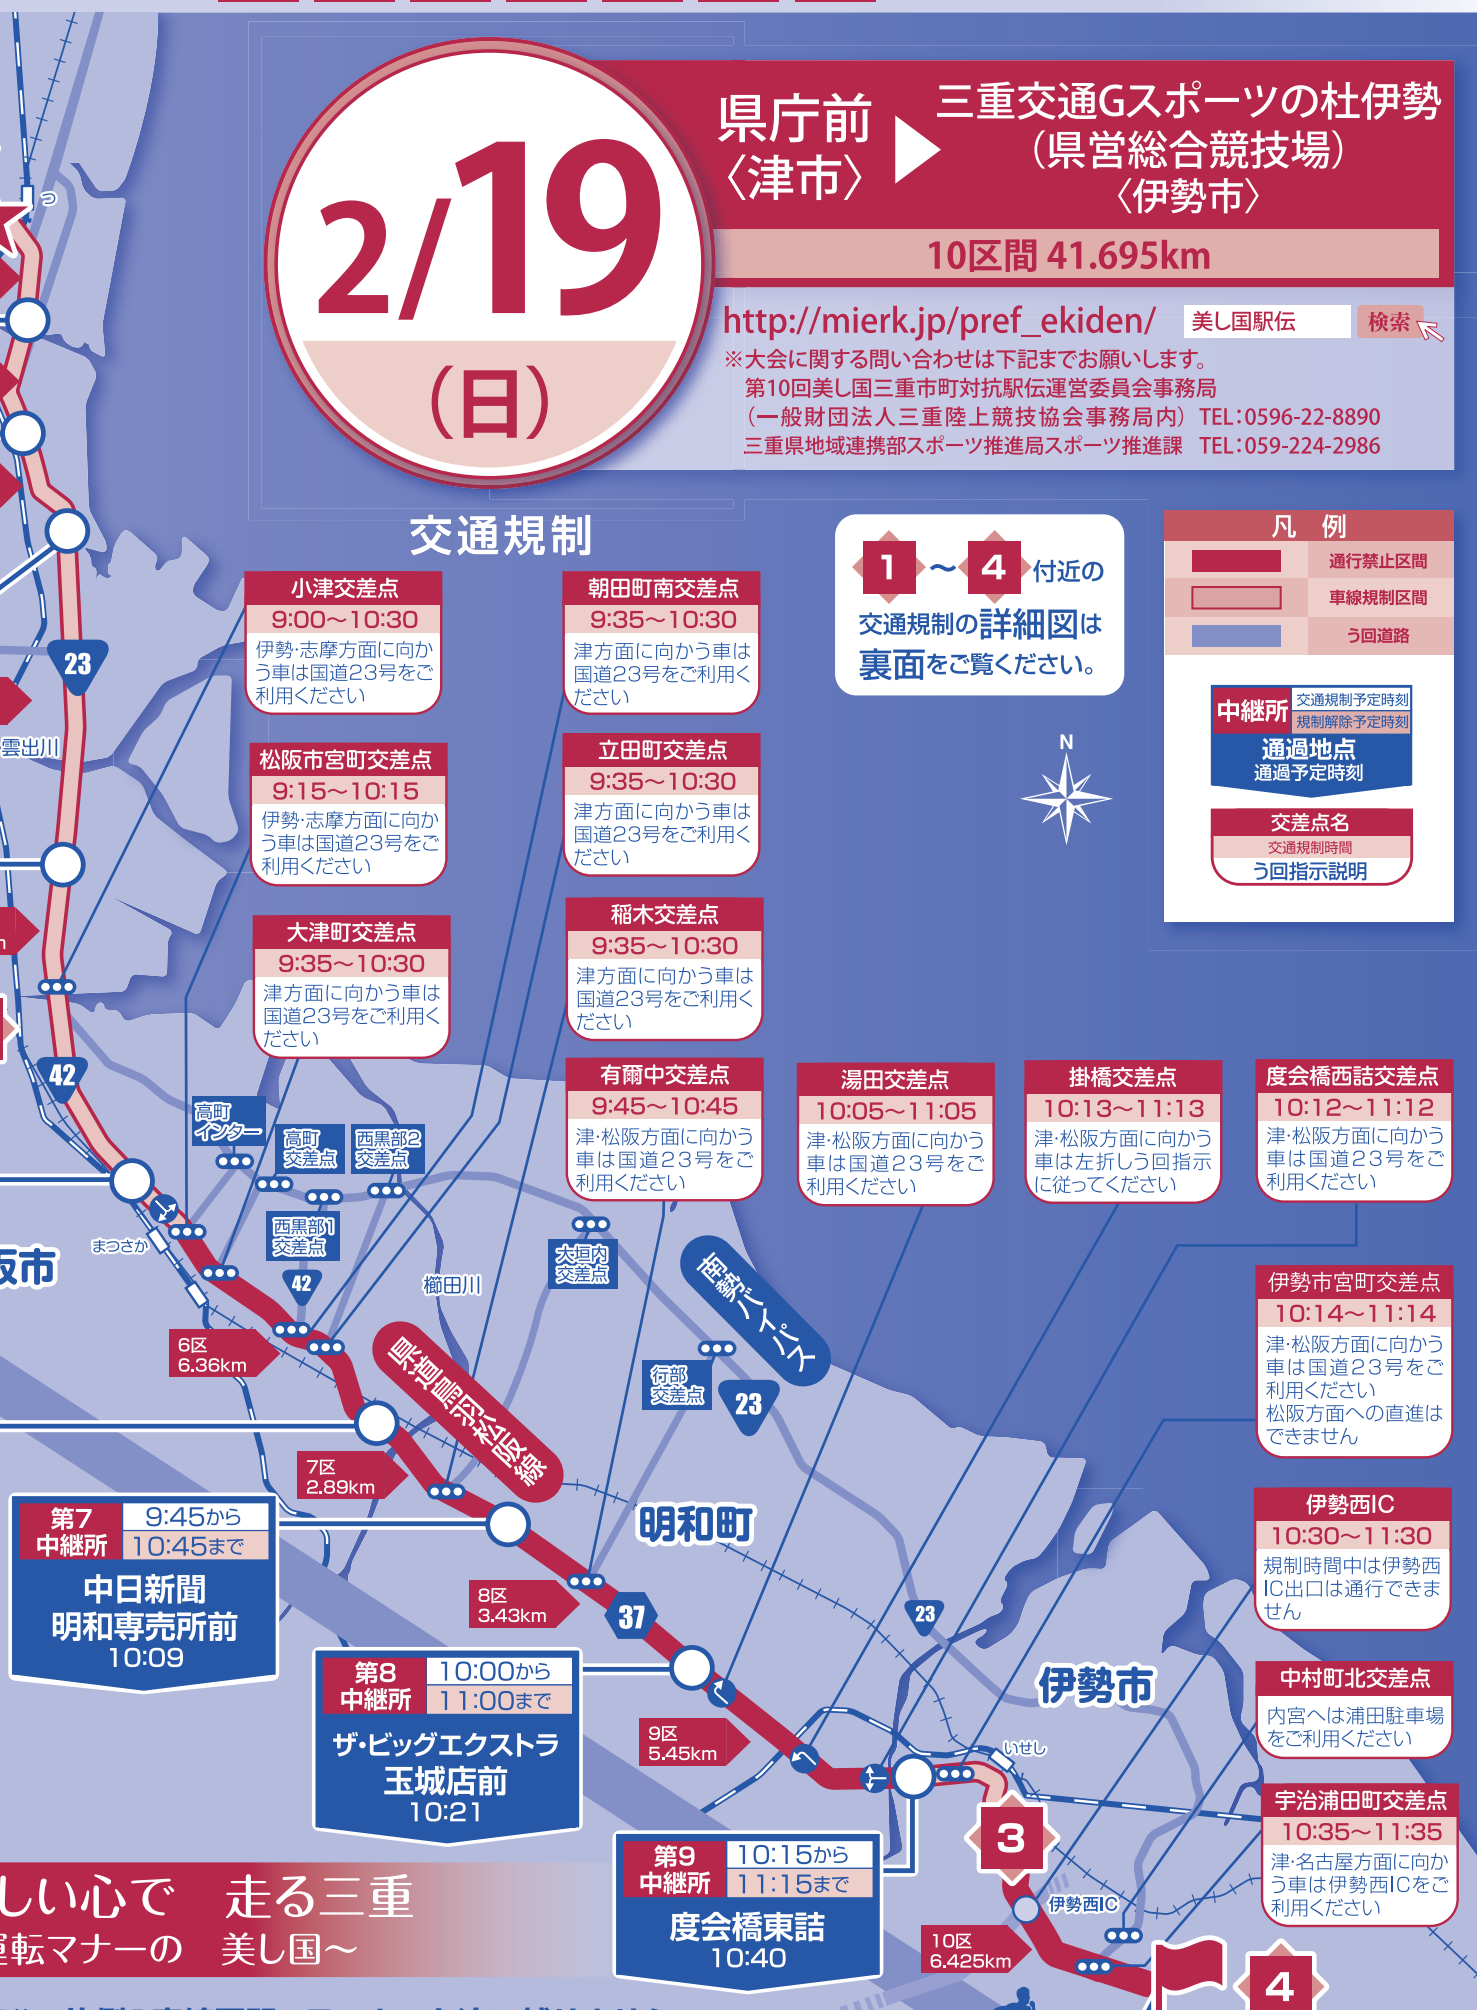 2/19
(日)
県庁前
〈津市〉
三重交通Gスポーツの杜伊勢
(県営総合競技場)
〈伊勢市〉
10区間 41.695km
http://mierk.jp/pref_ekiden/
美し国駅伝
検索
※大会に関する問い合わせは下記までお願いします。
第10回美し国三重市町対抗駅伝運営委員会事務局
(一般財団法人三重陸上競技協会事務局内) TEL:0596-22-8890
三重県地域連携部スポーツ推進局スポーツ推進課 TEL:059-224-2986
交通規制
1 〜 4 付近の
交通規制の詳細図は
裏面をご覧ください。
凡 例
通行禁止区間
車線規制区間
う回道路
中継所
交通規制予定時刻
規制解除予定時刻
通過地点
通過予定時刻
交差点名
交通規制時間
う回指示説明
N
小津交差点
9:00〜10:30
伊勢・志摩方面に向か
う車は国道23号をご
利用ください
朝田町南交差点
9:35〜10:30
津方面に向かう車は
国道23号をご利用く
ださい
松阪市宮町交差点
9:15〜10:15
伊勢・志摩方面に向か
う車は国道23号をご
利用ください
立田町交差点
9:35〜10:30
津方面に向かう車は
国道23号をご利用く
ださい
大津町交差点
9:35〜10:30
津方面に向かう車は
国道23号をご利用く
ださい
稲木交差点
9:35〜10:30
津方面に向かう車は
国道23号をご利用く
ださい
有爾中交差点
9:45〜10:45
津・松阪方面に向かう
車は国道23号をご
利用ください
湯田交差点
10:05〜11:05
津・松阪方面に向かう
車は国道23号をご
利用ください
掛橋交差点
10:13〜11:13
津・松阪方面に向かう
車は左折しう回指示
に従ってください
度会橋西詰交差点
10:12〜11:12
津・松阪方面に向かう
車は国道23号をご
利用ください
伊勢市宮町交差点
10:14〜11:14
津・松阪方面に向かう
車は国道23号をご
利用ください
松阪方面への直進は
できません
伊勢西IC
10:30〜11:30
規制時間中は伊勢西
IC出口は通行できま
せん
中村町北交差点
内宮へは浦田駐車場
をご利用ください
宇治浦田町交差点
10:35〜11:35
津・名古屋方面に向か
う車は伊勢西ICをご
利用ください
つ
23
雲出川
42
高町
インター
高町
交差点
西黒部2
交差点
西黒部1
交差点
42
まつさか
阪市
櫛田川
大垣内
交差点
南勢バイパス
行部
交差点
23
県道鳥羽松阪線
6区
6.36km
7区
2.89km
明和町
8区
3.43km
37
23
伊勢市
9区
5.45km
いせし
3
伊勢西IC
10区
6.425km
4
第7
中継所
9:45から
10:45まで
中日新聞
明和専売所前
10:09
第8
中継所
10:00から
11:00まで
ザ・ビッグエクストラ
玉城店前
10:21
第9
中継所
10:15から
11:15まで
度会橋東詰
10:40
しい心で 走る三重
運転マナーの 美し国〜